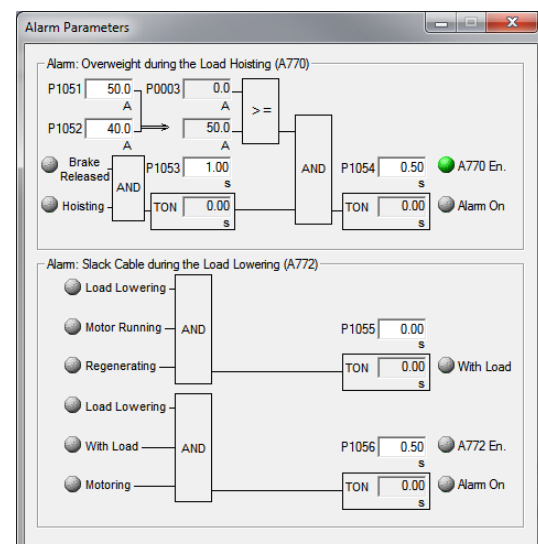 Alarm Parameters
Alarm: Overweight during the Load Hoisting (A770)
P1051 50.0 P0003 0.0
A A
>=
P1052 40.0 50.0
A A
Brake Released
P1053 1.00
s
AND
AND
P1054 0.50
s
A770 En.
Hoisting
TON 0.00
s
TON 0.00
s
Alarm On
Alarm: Slack Cable during the Load Lowering (A772)
Load Lowering
Motor Running
AND
P1055 0.00
s
Regenerating
TON 0.00
s
With Load
Load Lowering
With Load
AND
P1056 0.50
s
A772 En.
Motoring
TON 0.00
s
Alarm On